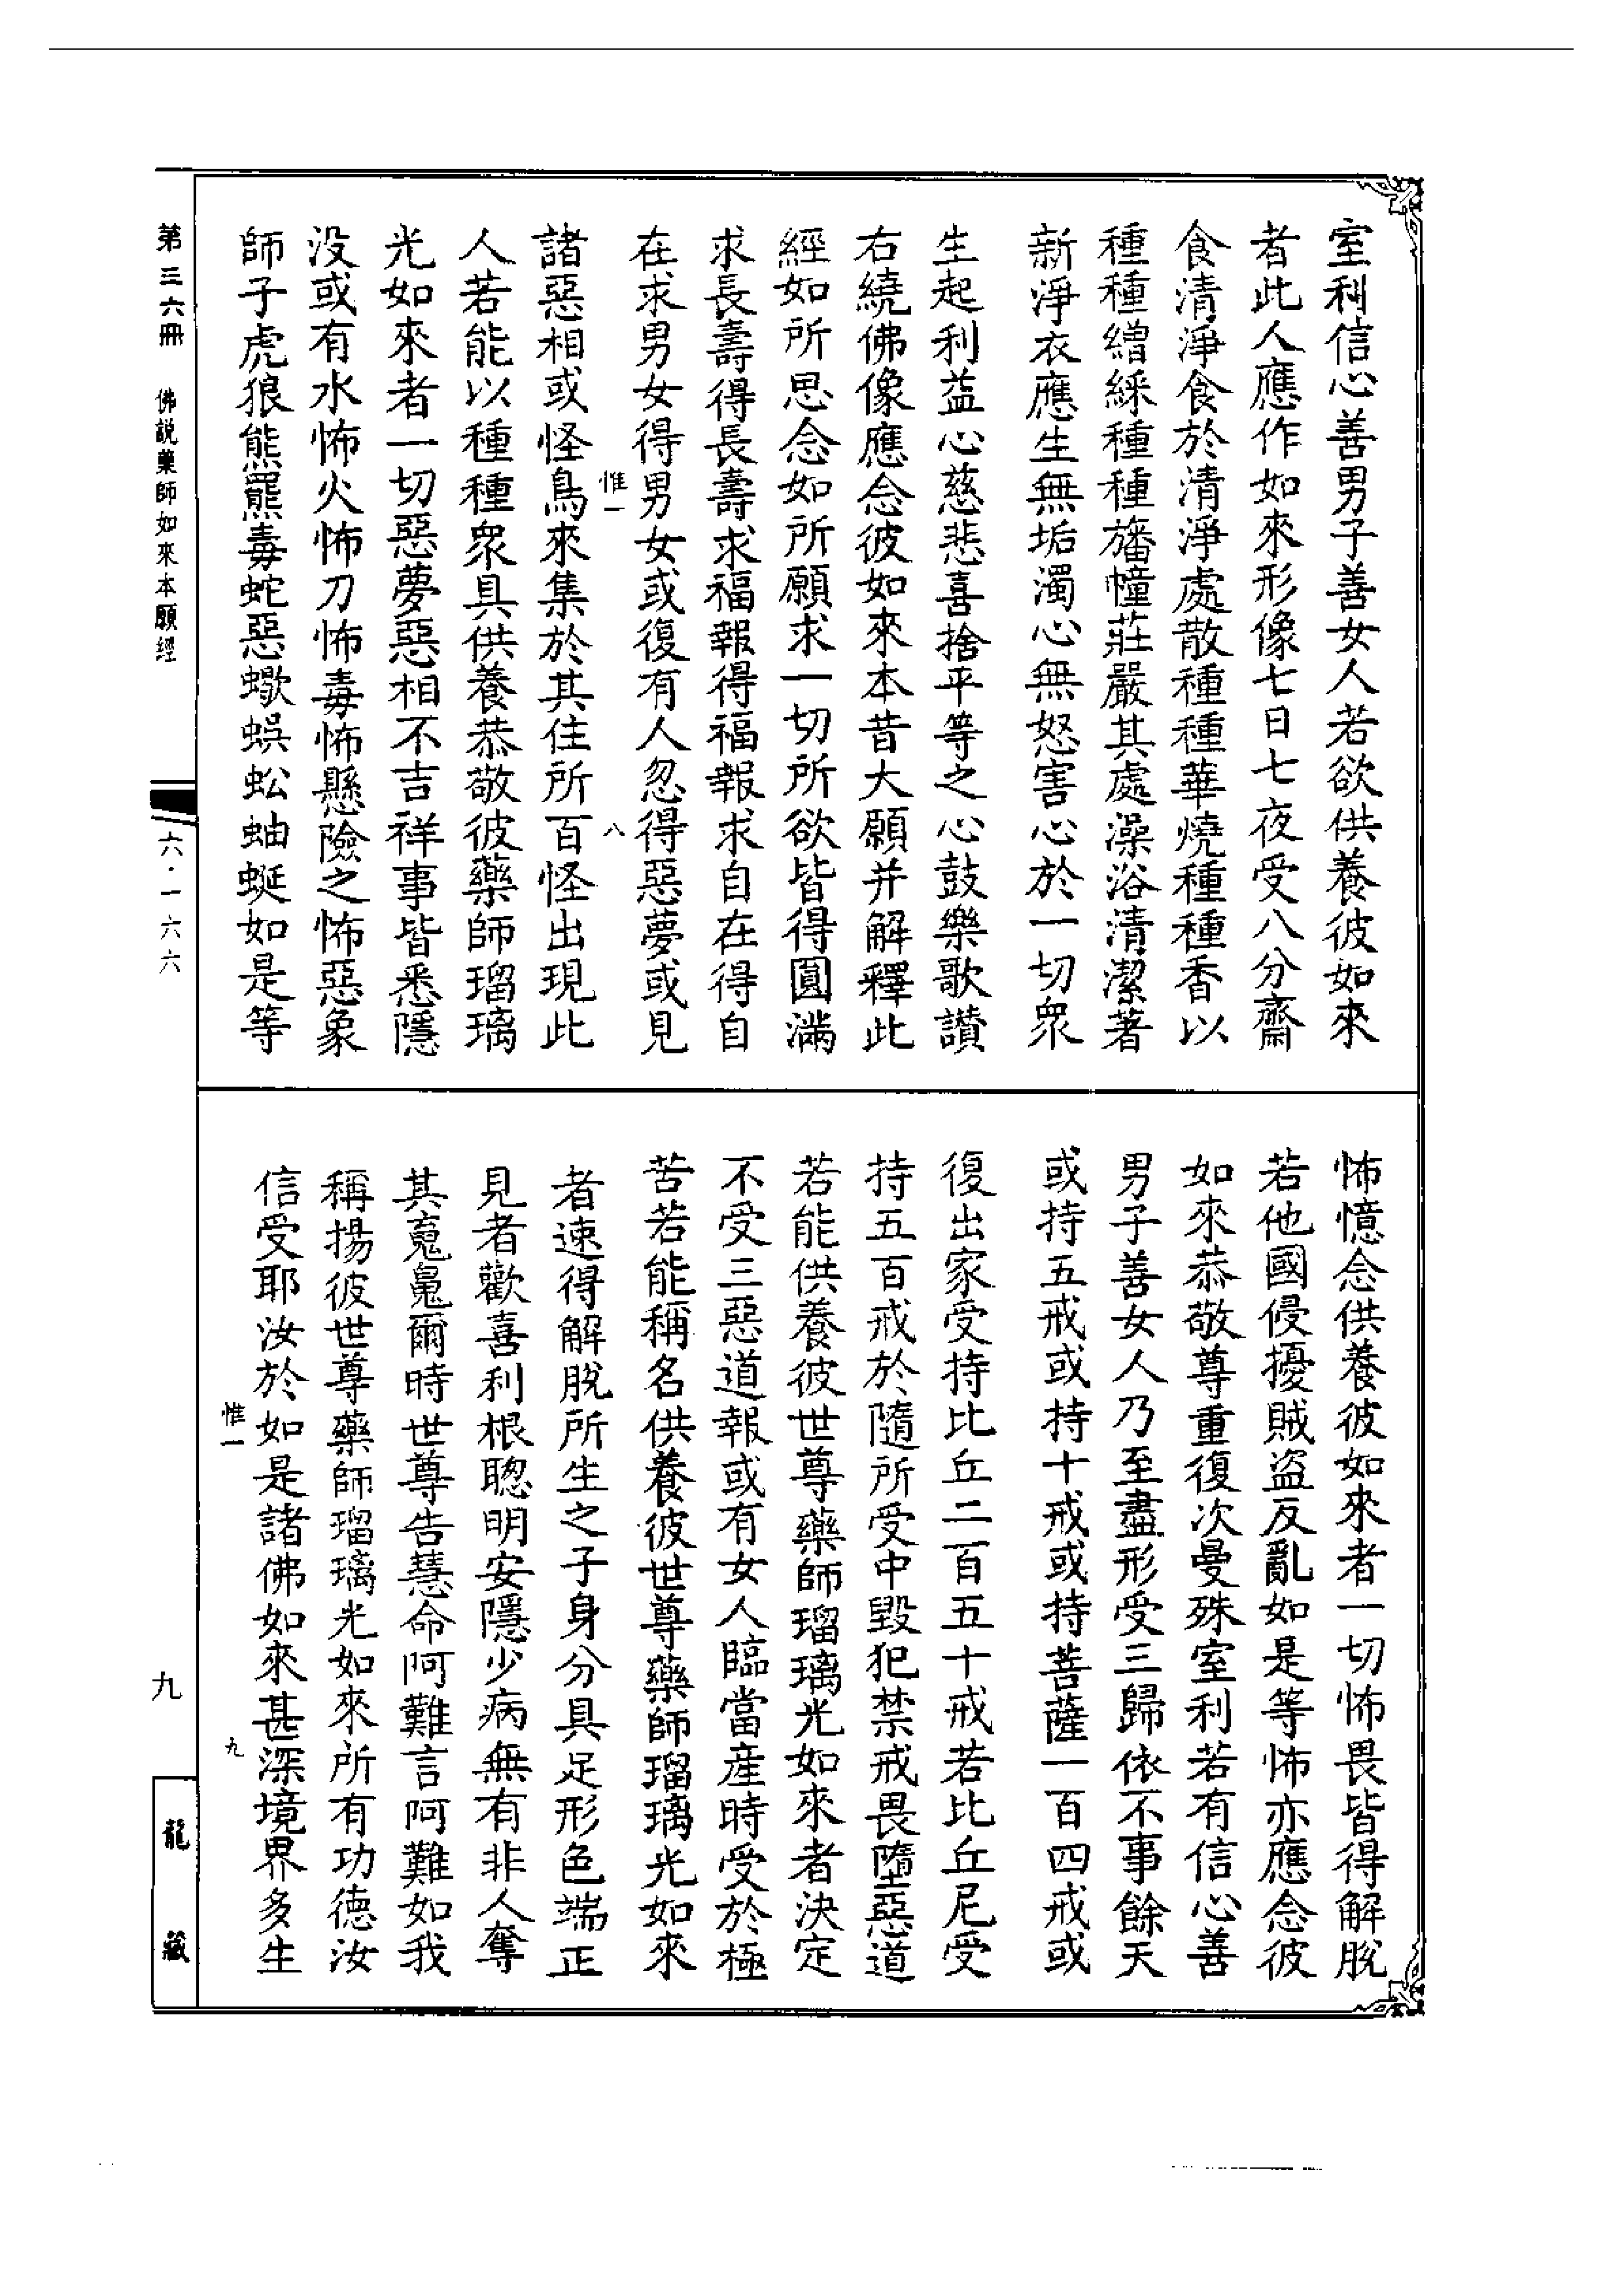 室利信心善男子善女人若欲供養彼如來
者此人應作如來形像七日七夜受八分齋
食清淨食於清淨處散種種華燒種種香以
種種繒綵種種旛幢莊嚴其處澡浴清潔著
新淨衣應生無垢濁心無怒害心於一切眾
生起利益心慈悲喜捨平等之心鼓樂歌讚
右繞佛像應念彼如來本昔大願并解釋此
經如所思念如所願求一切所欲皆得圓滿
求長壽得長壽求福報得福報求自在得自
在求男女得男女或復有人忽得惡夢或見
惟一 八
諸惡相或怪鳥來集於其住所百怪出現此
人若能以種種眾具供養恭敬彼藥師瑠璃
光如來者一切惡夢惡相不吉祥事皆悉隱
没或有水怖火怖刀怖毒怖懸險之怖惡象
師子虎狼熊羆毒蛇惡蠍蜈蚣蚰蜒如是等
怖憶念供養彼如來者一切怖畏皆得解脫
若他國侵擾賊盜反亂如是等怖亦應念彼
如來恭敬尊重復次曼殊室利若有信心善
男子善女人乃至盡形受三歸依不事餘天
或持五戒或持十戒或持菩薩一百四戒或
復出家受持比丘二百五十戒若比丘尼受
持五百戒於隨所受中毀犯禁戒畏墮惡道
若能供養彼世尊藥師瑠璃光如來者決定
不受三惡道報或有女人臨當産時受於極
苦若能稱名供養彼世尊藥師瑠璃光如來
者速得解脫所生之子身分具足形色端正
見者歡喜利根聰明安隱少病無有非人奪
其䰟䰟爾時世尊告慧命阿難言阿難如我
稱揚彼世尊藥師瑠璃光如來所有功德汝
信受耶汝於如是諸佛如來甚深境界多生
惟一 九
第三六冊 佛説藥師如來本願經
六·一六六
九
龍藏